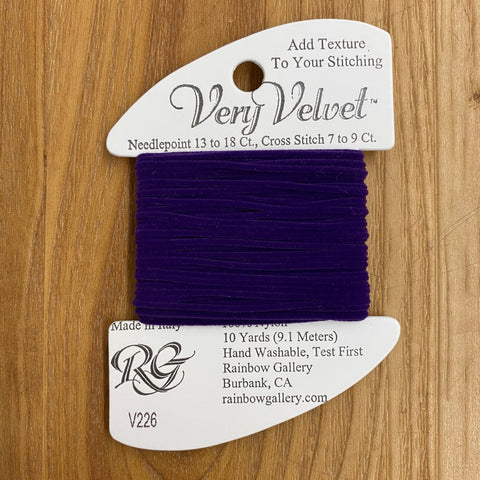 Add Texture
To Your Stitching
Very Velvet™
Needlepoint 13 to 18 Ct., Cross Stitch 7 to 9 Ct.
Made in Italy
100% Nylon
10 Yards (9.1 Meters)
Hand Washable, Test First
Rainbow Gallery
Burbank, CA
rainbowgallery.com
RG
V226